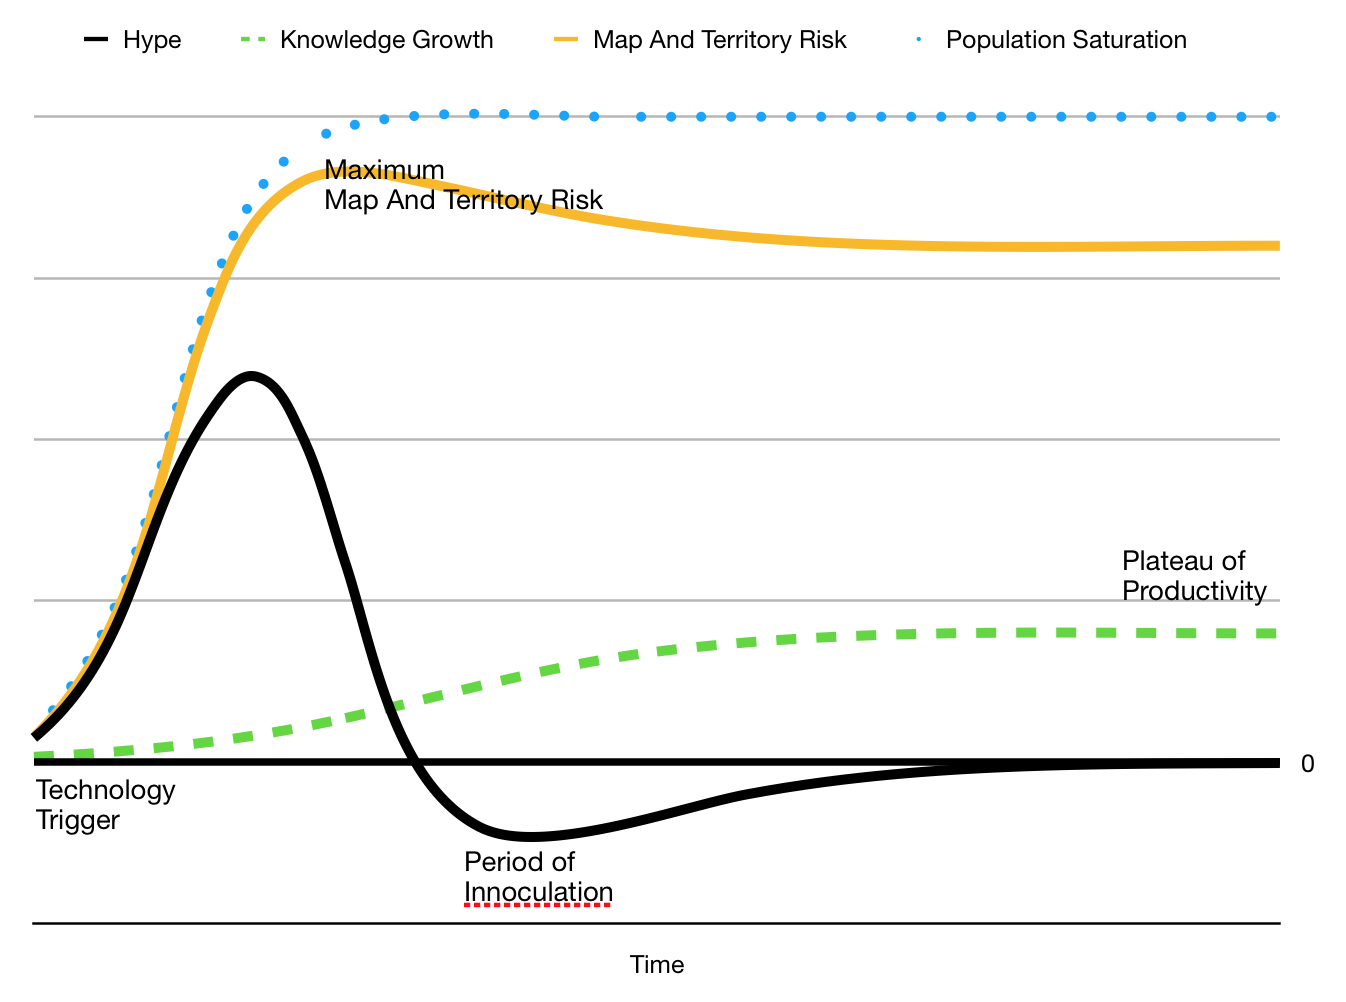 Hype Knowledge Growth Map And Territory Risk Population Saturation
Maximum
Map And Territory Risk
Plateau of
Productivity
0
Technology
Trigger
Period of
Innoculation
Time